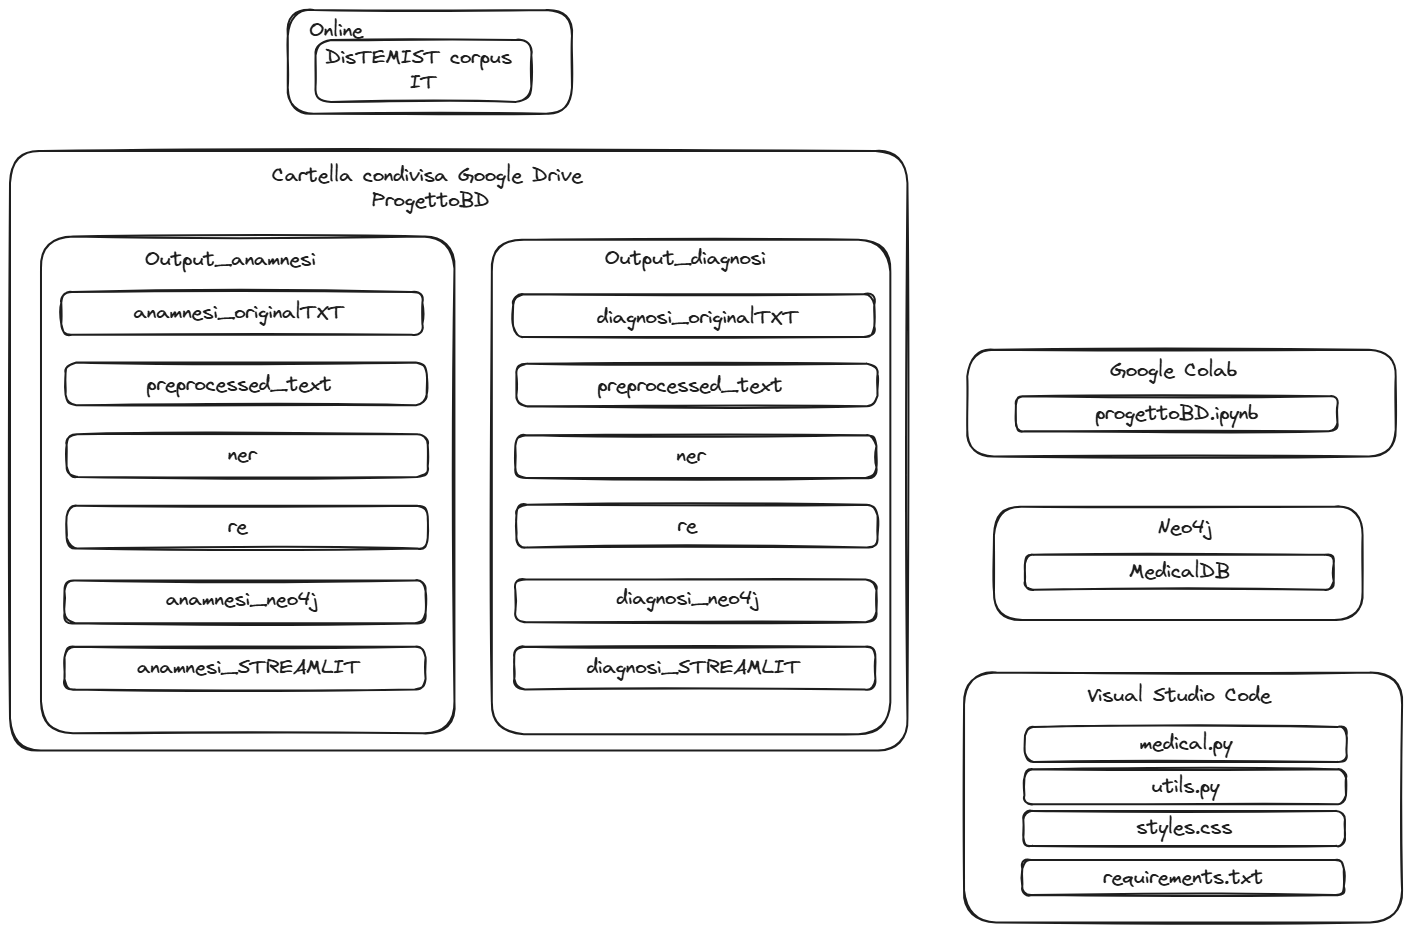 Online
DisTEMIST corpus
IT
Cartella condivisa Google Drive
ProgettoBD
Output_anamnesi
anamnesi_originalTXT
preprocessed_text
ner
re
anamnesi_neo4j
anamnesi_STREAMLIT
Output_diagnosi
diagnosi_originalTXT
preprocessed_text
ner
re
diagnosi_neo4j
diagnosi_STREAMLIT
Google Colab
progettoBD.ipynb
Neo4j
MedicalDB
Visual Studio Code
medical.py
utils.py
styles.css
requirements.txt